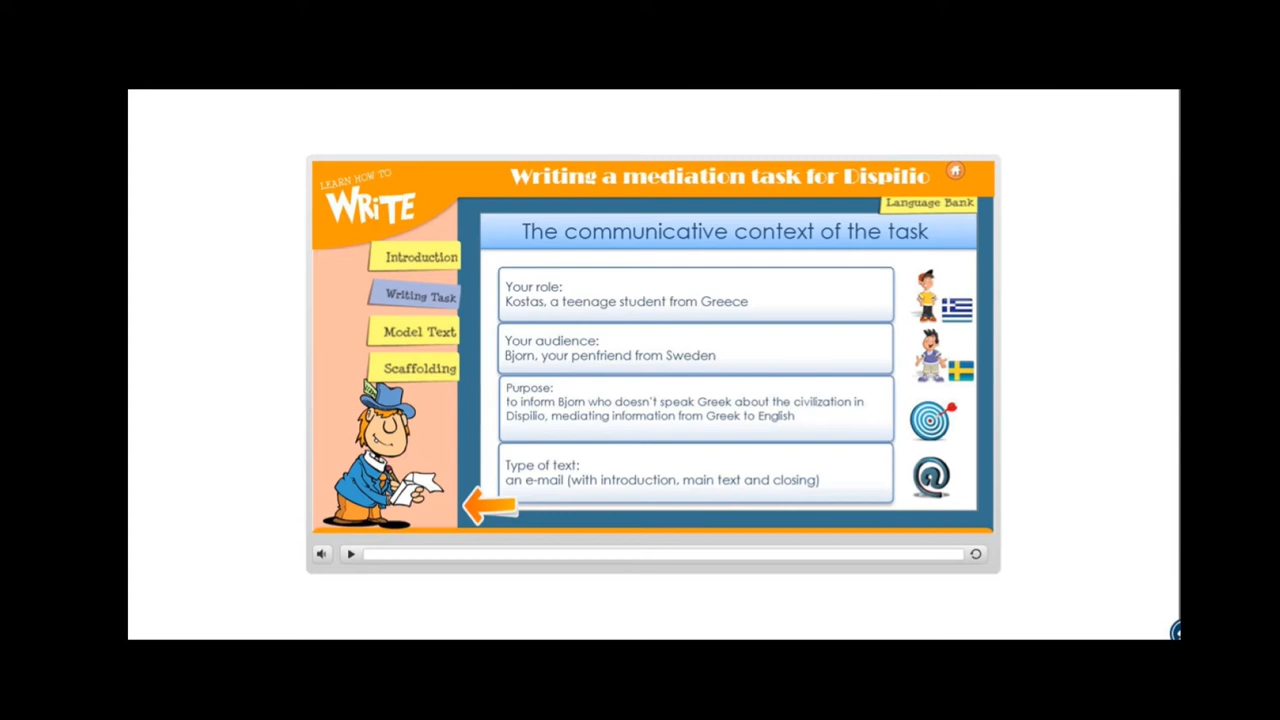 LEARN HOW TO
WRiTE
Writing a mediation task for Dispilio
Language Bank
The communicative context of the task
Introduction
Writing Task
Model Text
Scaffolding
Your role:
Kostas, a teenage student from Greece
Your audience:
Bjorn, your penfriend from Sweden
Purpose:
to inform Bjorn who doesn't speak Greek about the civilization in
Dispilio, mediating information from Greek to English
Type of text:
an e-mail (with introduction, main text and closing)
@